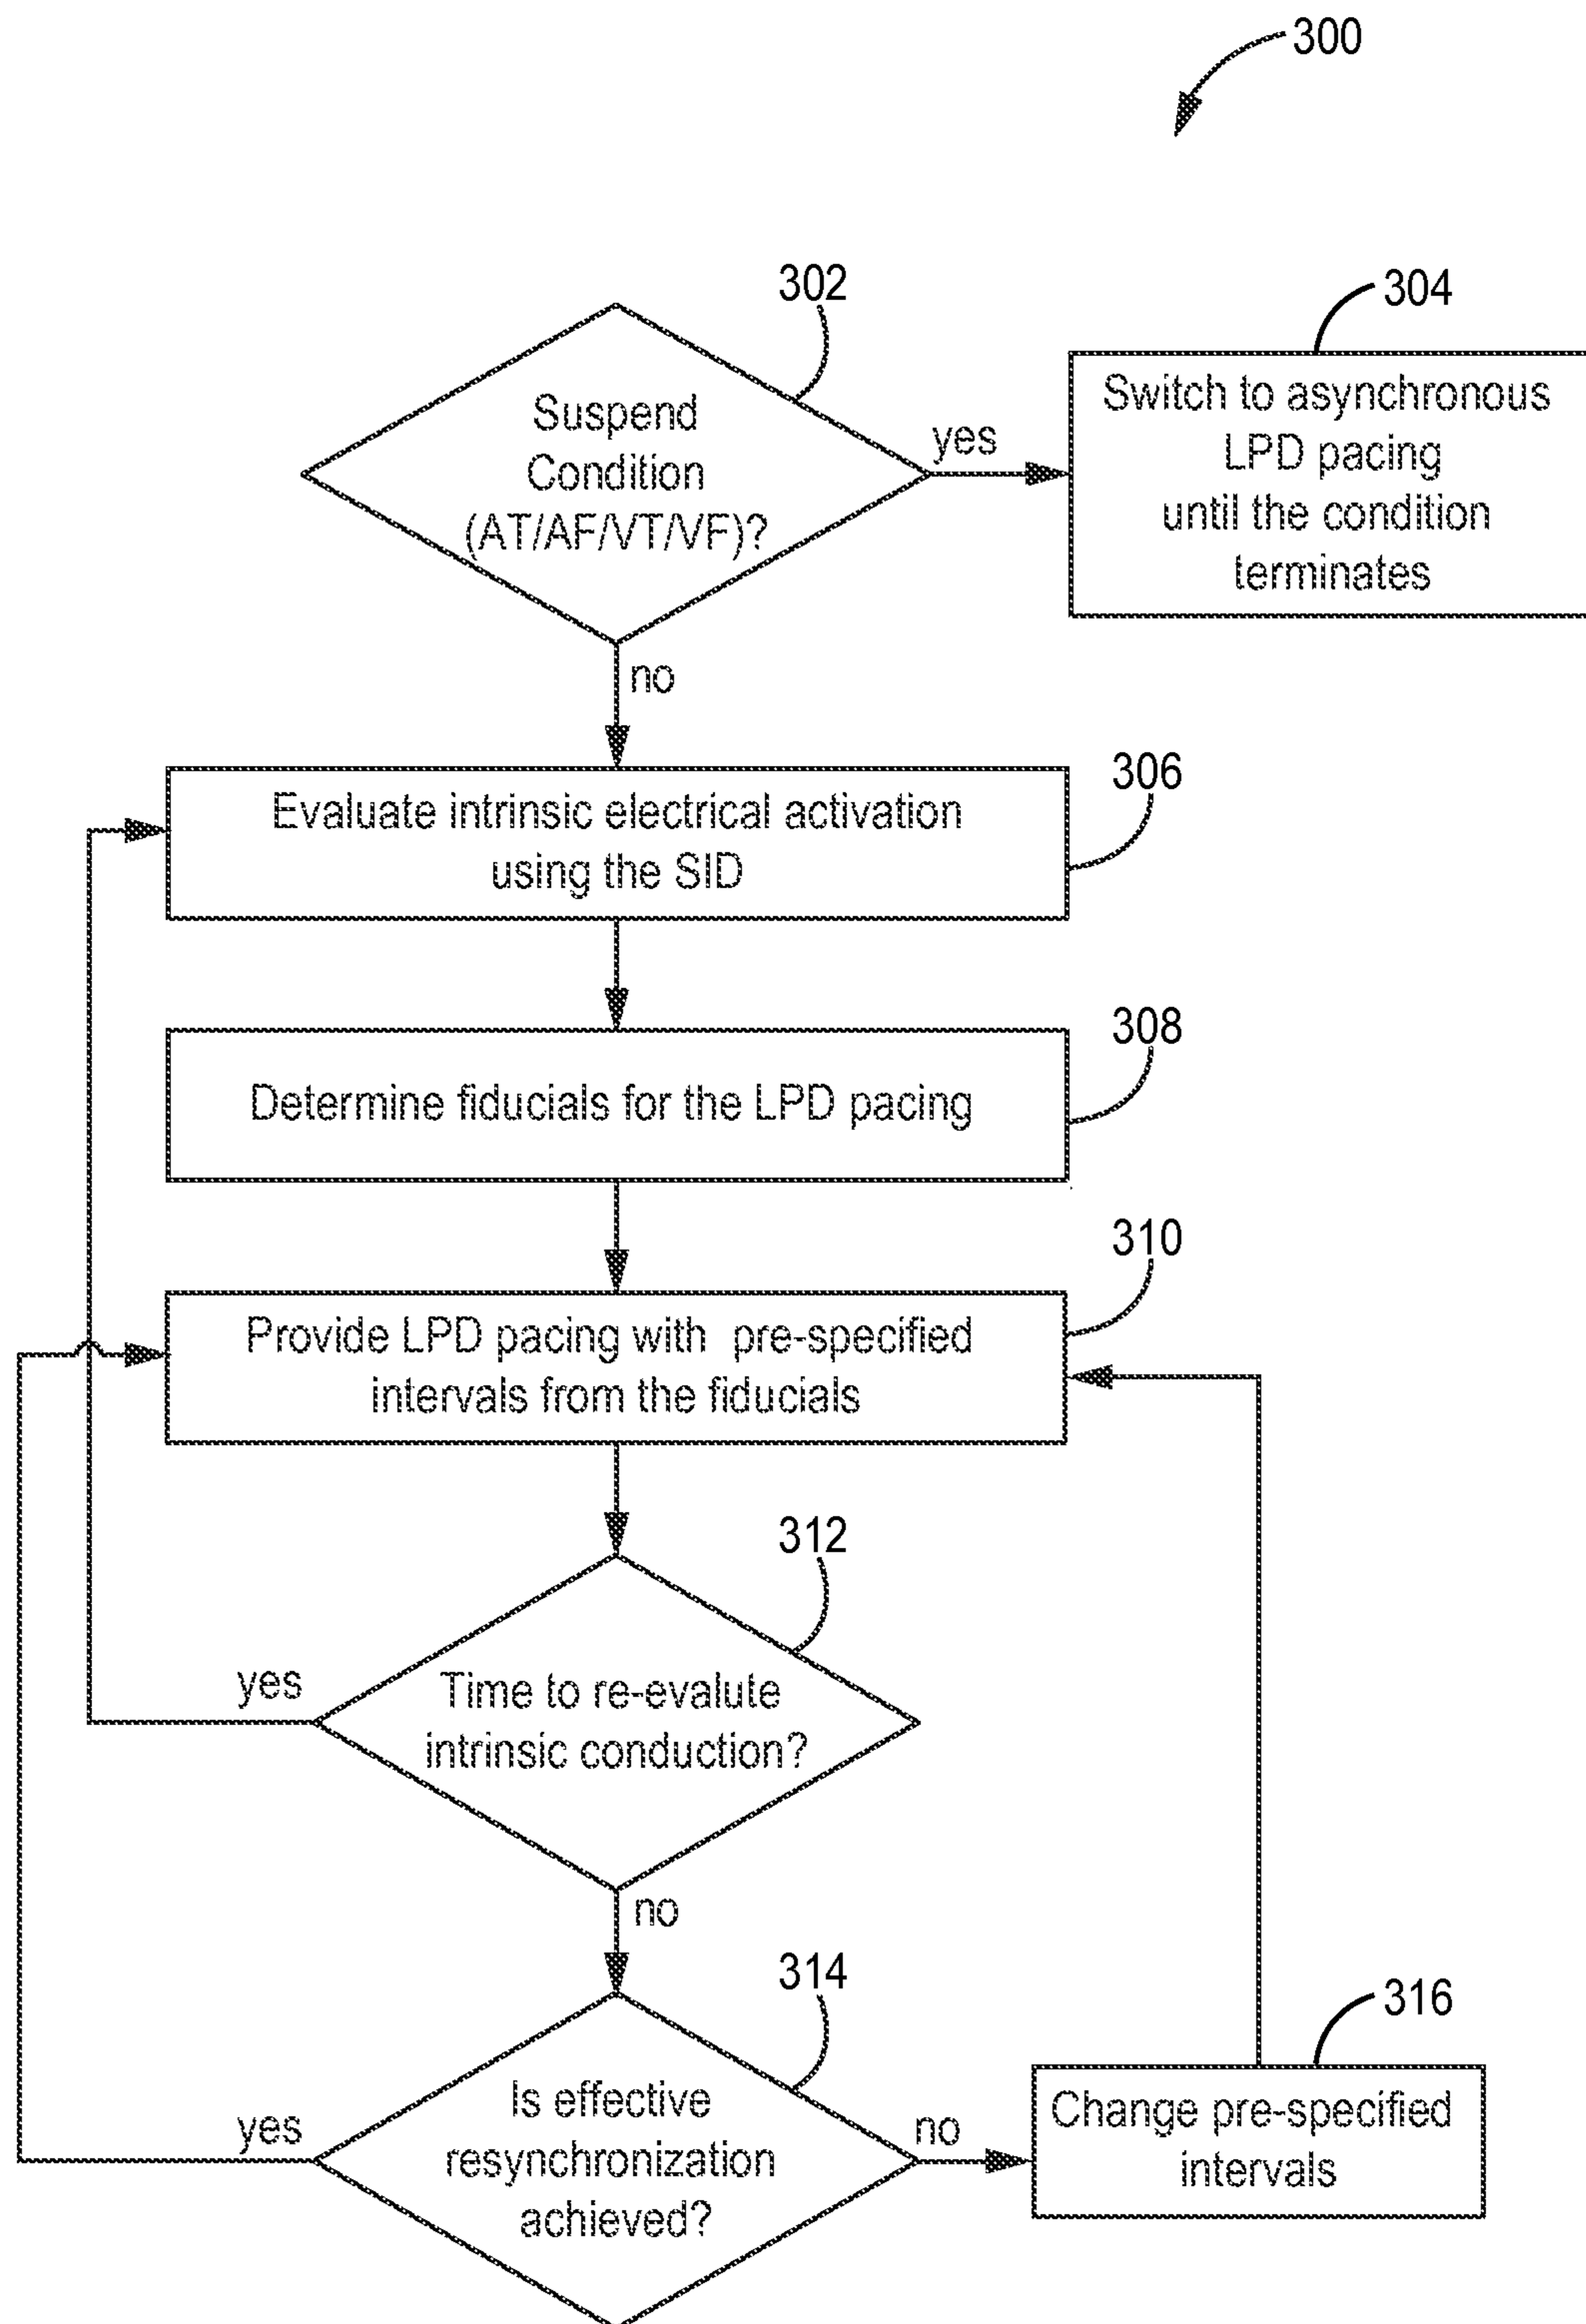 300
302
304
Suspend
Condition
(AT/AF/VT/VF)?
yes
Switch to asynchronous
LPD pacing
until the condition
terminates
no
306
Evaluate intrinsic electrical activation
using the SID
308
Determine fiducials for the LPD pacing
310
Provide LPD pacing with pre-specified
intervals from the fiducials
312
yes
Time to re-evalute
intrinsic conduction?
no
314
316
yes
Is effective
resynchronization
achieved?
no
Change pre-specified
intervals